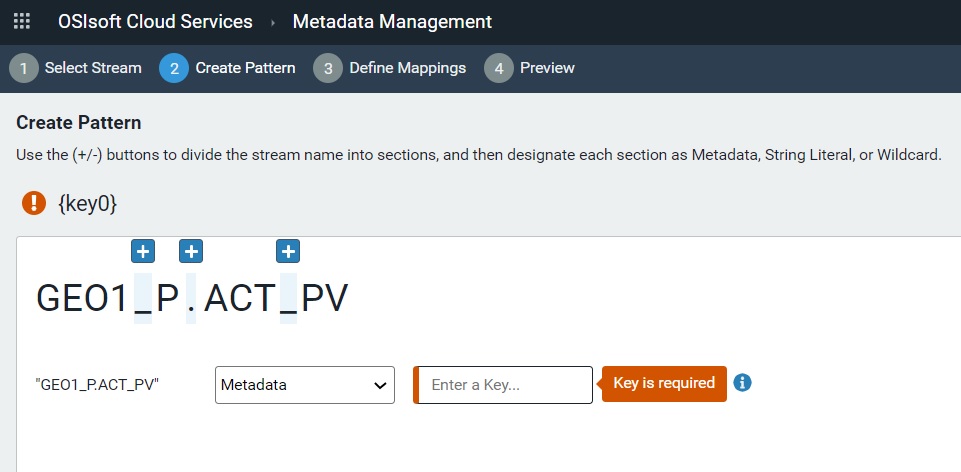 OSIsoft Cloud Services › Metadata Management
1 Select Stream 2 Create Pattern 3 Define Mappings 4 Preview
Create Pattern
Use the (+/-) buttons to divide the stream name into sections, and then designate each section as Metadata, String Literal, or Wildcard.
! {key0}
+ + +
GEO1_P.ACT_PV
"GEO1_P.ACT_PV" Metadata Enter a Key... Key is required i